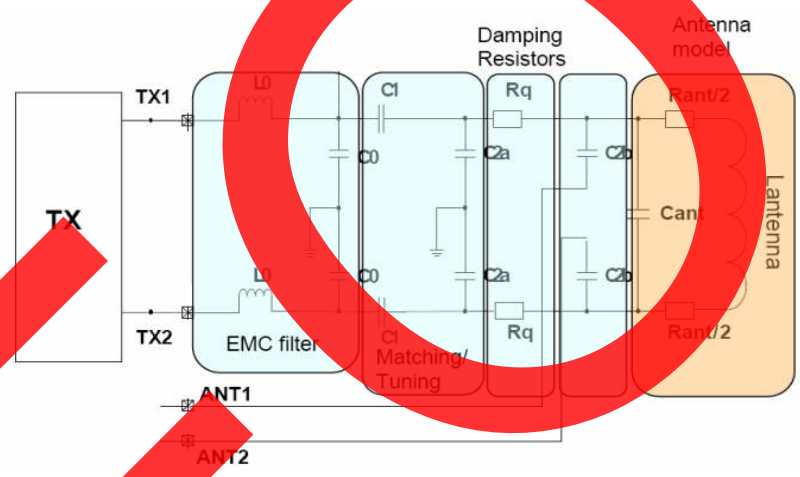 Antenna
model
Damping
Resistors
TX1
L0
C1
Rq
Rant/2
C0
C2a
C2b
TX
Cant
Lantenna
L0
C0
C2a
C2b
TX2
EMC filter
C1
Rq
Rant/2
Matching/
Tuning
ANT1
ANT2